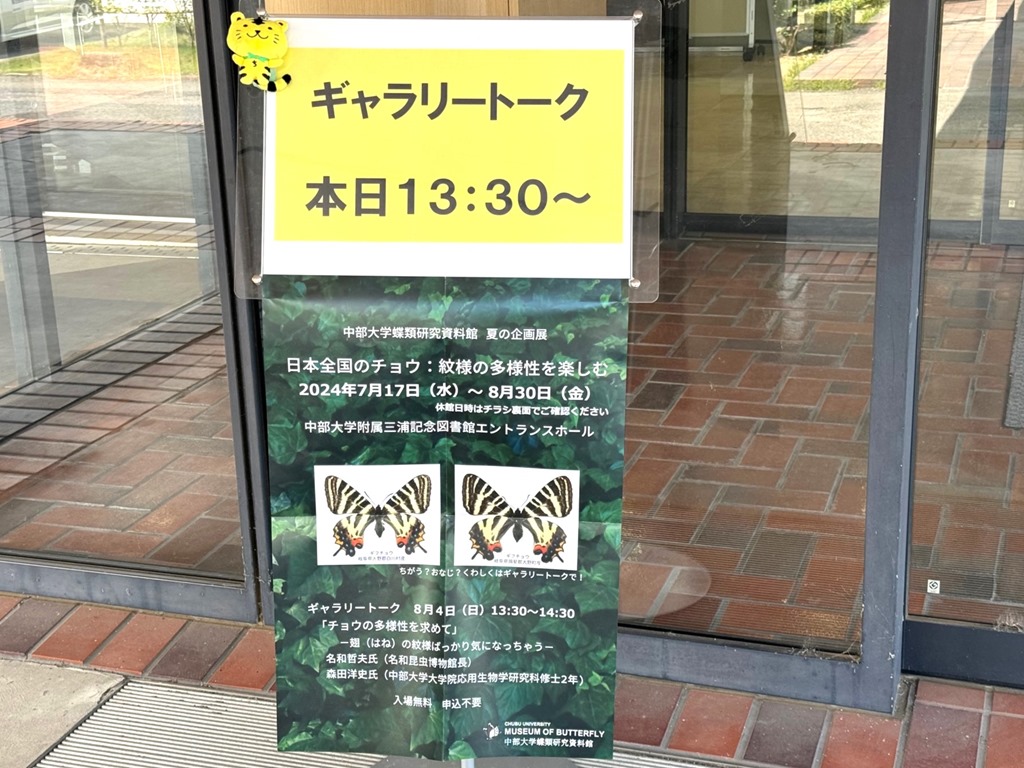 ギャラリートーク
本日13:30～
中部大学蝶類研究資料館 夏の企画展
日本全国のチョウ：紋様の多様性を楽しむ
2024年7月17日（水）～ 8月30日（金）
休館日時はチラシ裏面でご確認ください
中部大学附属三浦記念図書館エントランスホール
ギフチョウ
ギフチョウ
ちがう？おなじ？くわしくはギャラリートークで！
ギャラリートーク 8月4日（日）13:30～14:30
「チョウの多様性を求めて」
ー翅（はね）の紋様ばっかり気になっちゃうー
名和哲夫氏（名和昆虫博物館長）
森田洋史氏（中部大学大学院応用生物学研究科修士2年）
入場無料 申込不要
CHUBU UNIVERSITY
MUSEUM OF BUTTERFLY
中部大学蝶類研究資料館